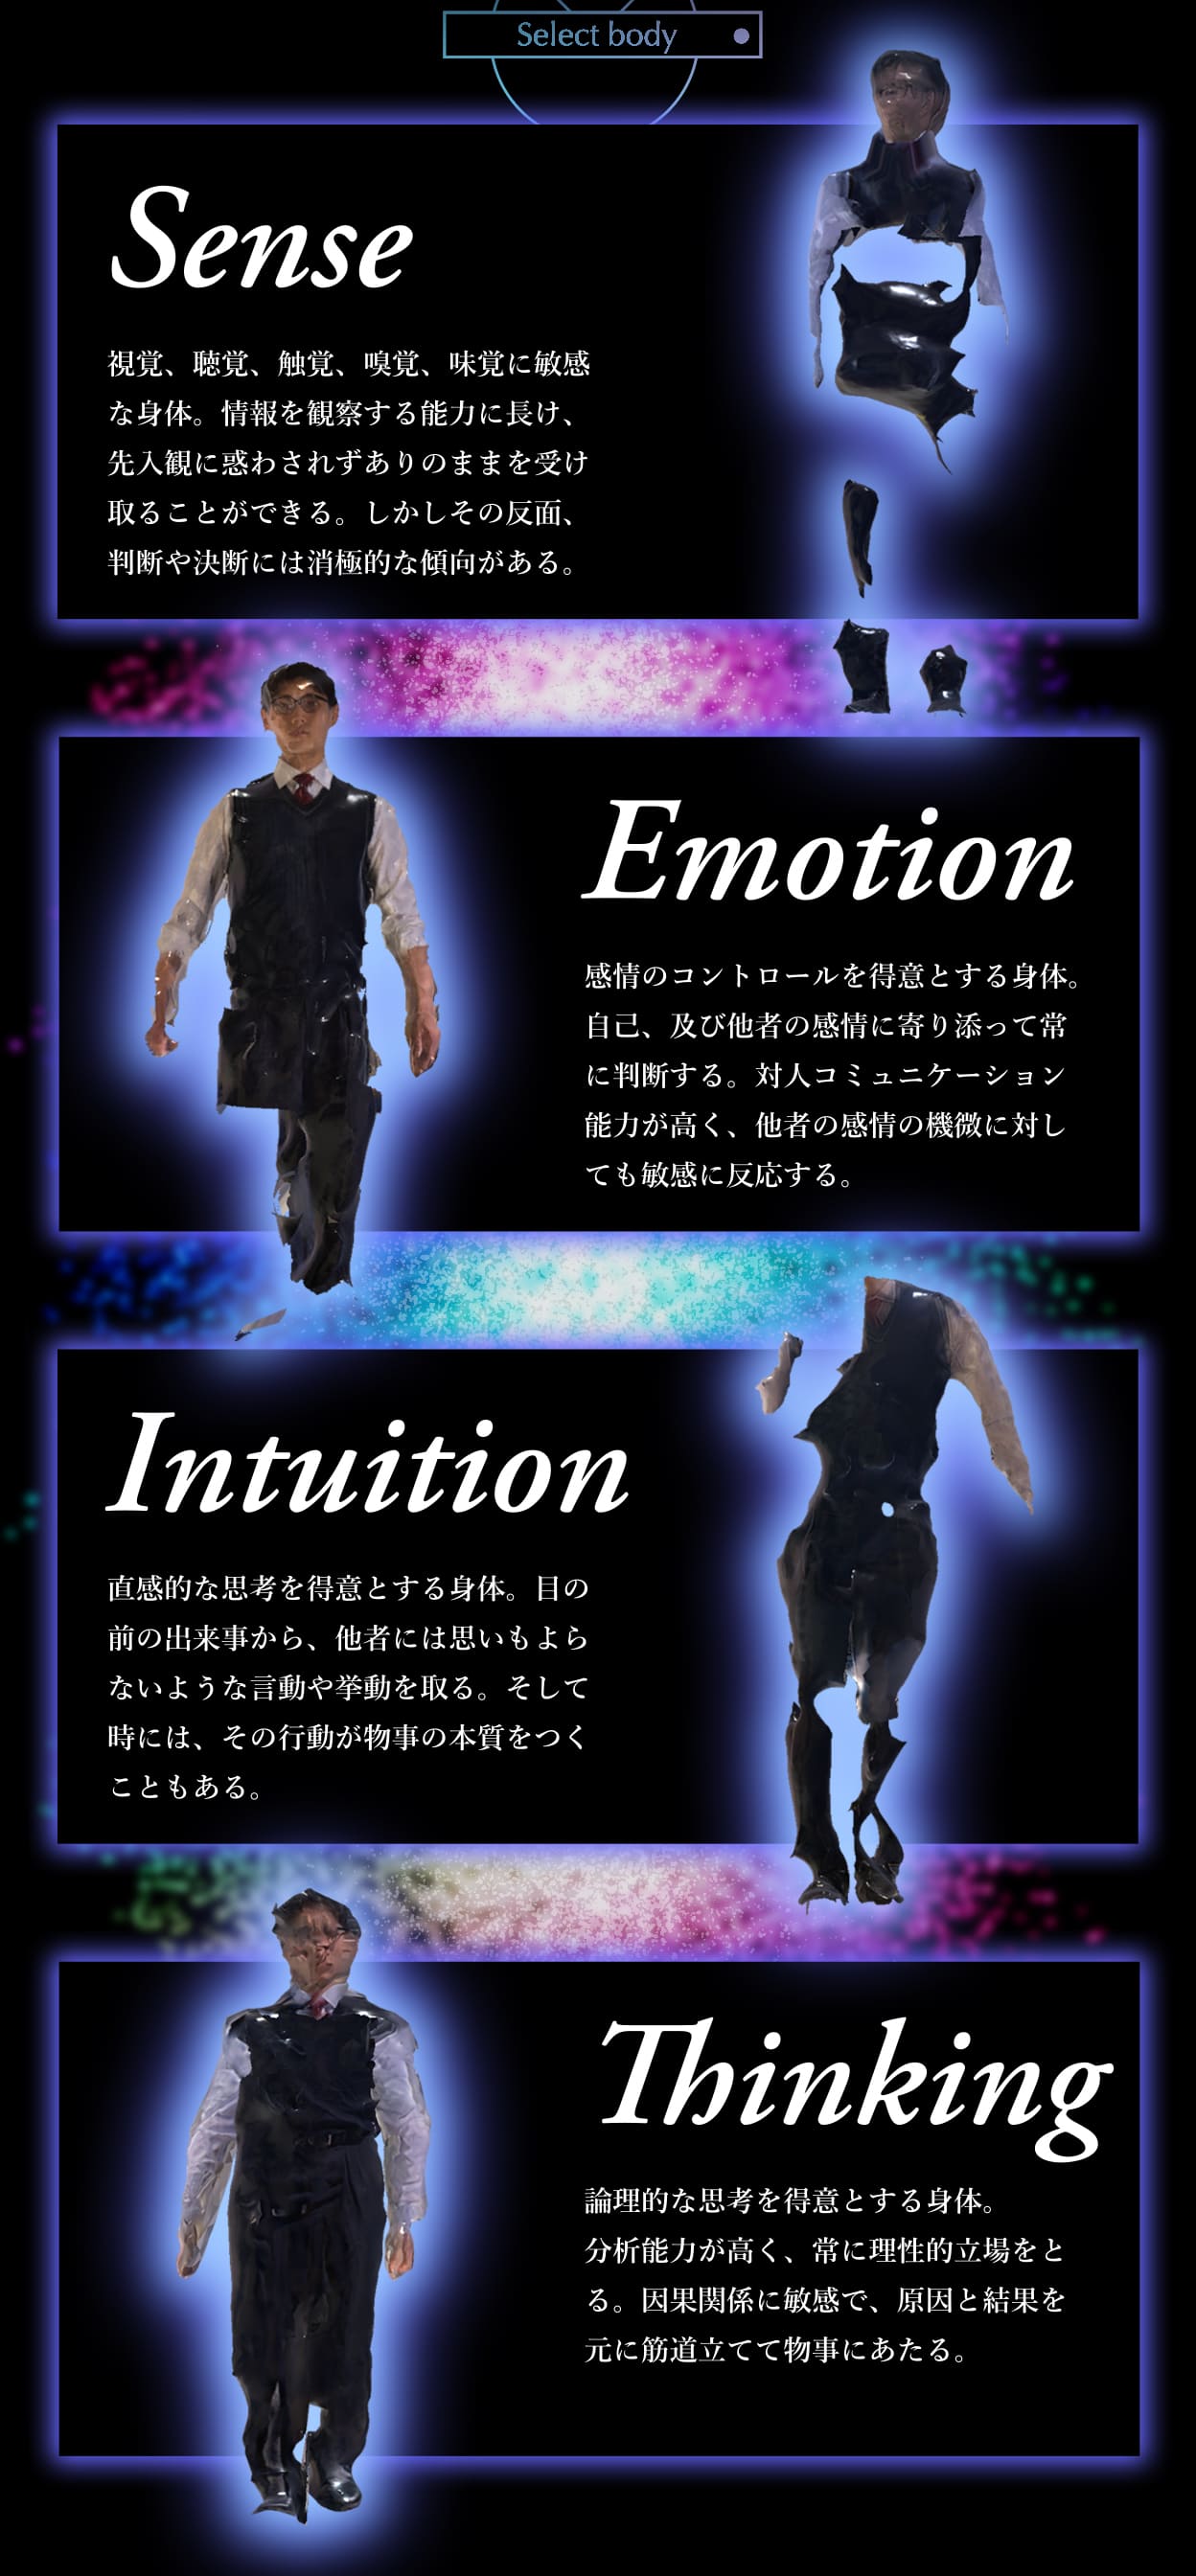 Select body
Sense
視覚、聴覚、触覚、嗅覚、味覚に敏感
な身体。情報を観察する能力に長け、
先入観に惑わされずありのままを受け
取ることができる。しかしその反面、
判断や決断には消極的な傾向がある。
Emotion
感情のコントロールを得意とする身体。
自己、及び他者の感情に寄り添って常
に判断する。対人コミュニケーション
能力が高く、他者の感情の機微に対し
ても敏感に反応する。
Intuition
直感的な思考を得意とする身体。目の
前の出来事から、他者には思いもよら
ないような言動や挙動を取る。そして
時には、その行動が物事の本質をつく
こともある。
Thinking
論理的な思考を得意とする身体。
分析能力が高く、常に理性的立場をと
る。因果関係に敏感で、原因と結果を
元に筋道立てて物事にあたる。